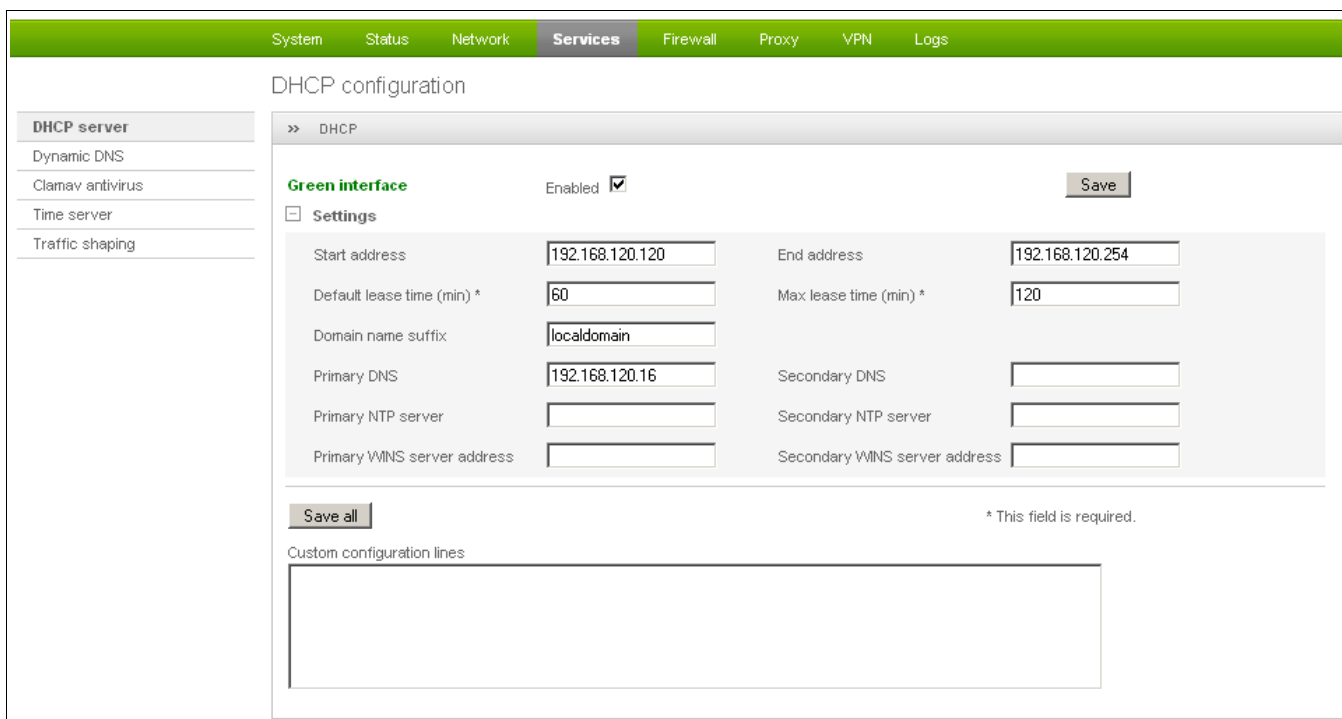 System Status Network Services Firewall Proxy VPN Logs
DHCP configuration
DHCP server
Dynamic DNS
Clamav antivirus
Time server
Traffic shaping
>> DHCP
Green interface Enabled Save
Settings
Start address 192.168.120.120 End address 192.168.120.254
Default lease time (min) * 60 Max lease time (min) * 120
Domain name suffix localdomain
Primary DNS 192.168.120.16 Secondary DNS
Primary NTP server Secondary NTP server
Primary WINS server address Secondary WINS server address
Save all * This field is required.
Custom configuration lines